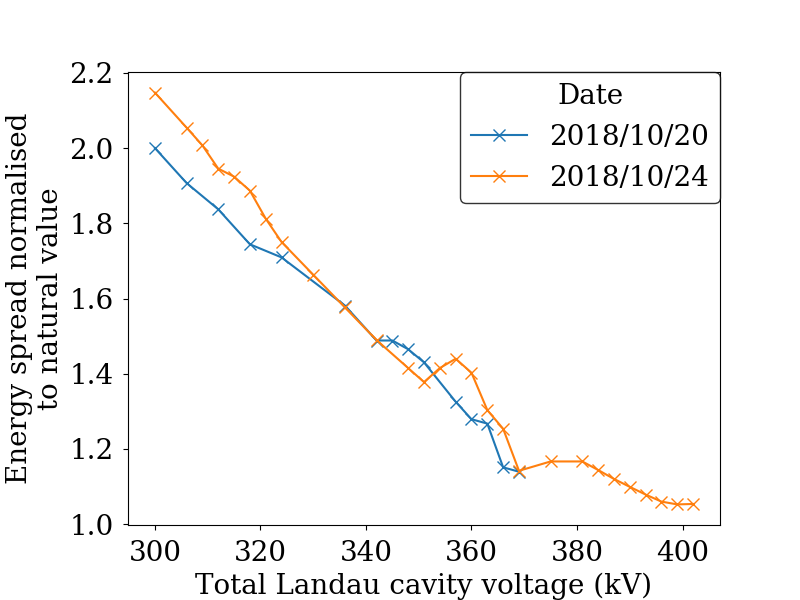 2.2
2.0
1.8
1.6
1.4
1.2
1.0
Energy spread normalised
to natural value
Date
2018/10/20
2018/10/24
300 320 340 360 380 400
Total Landau cavity voltage (kV)